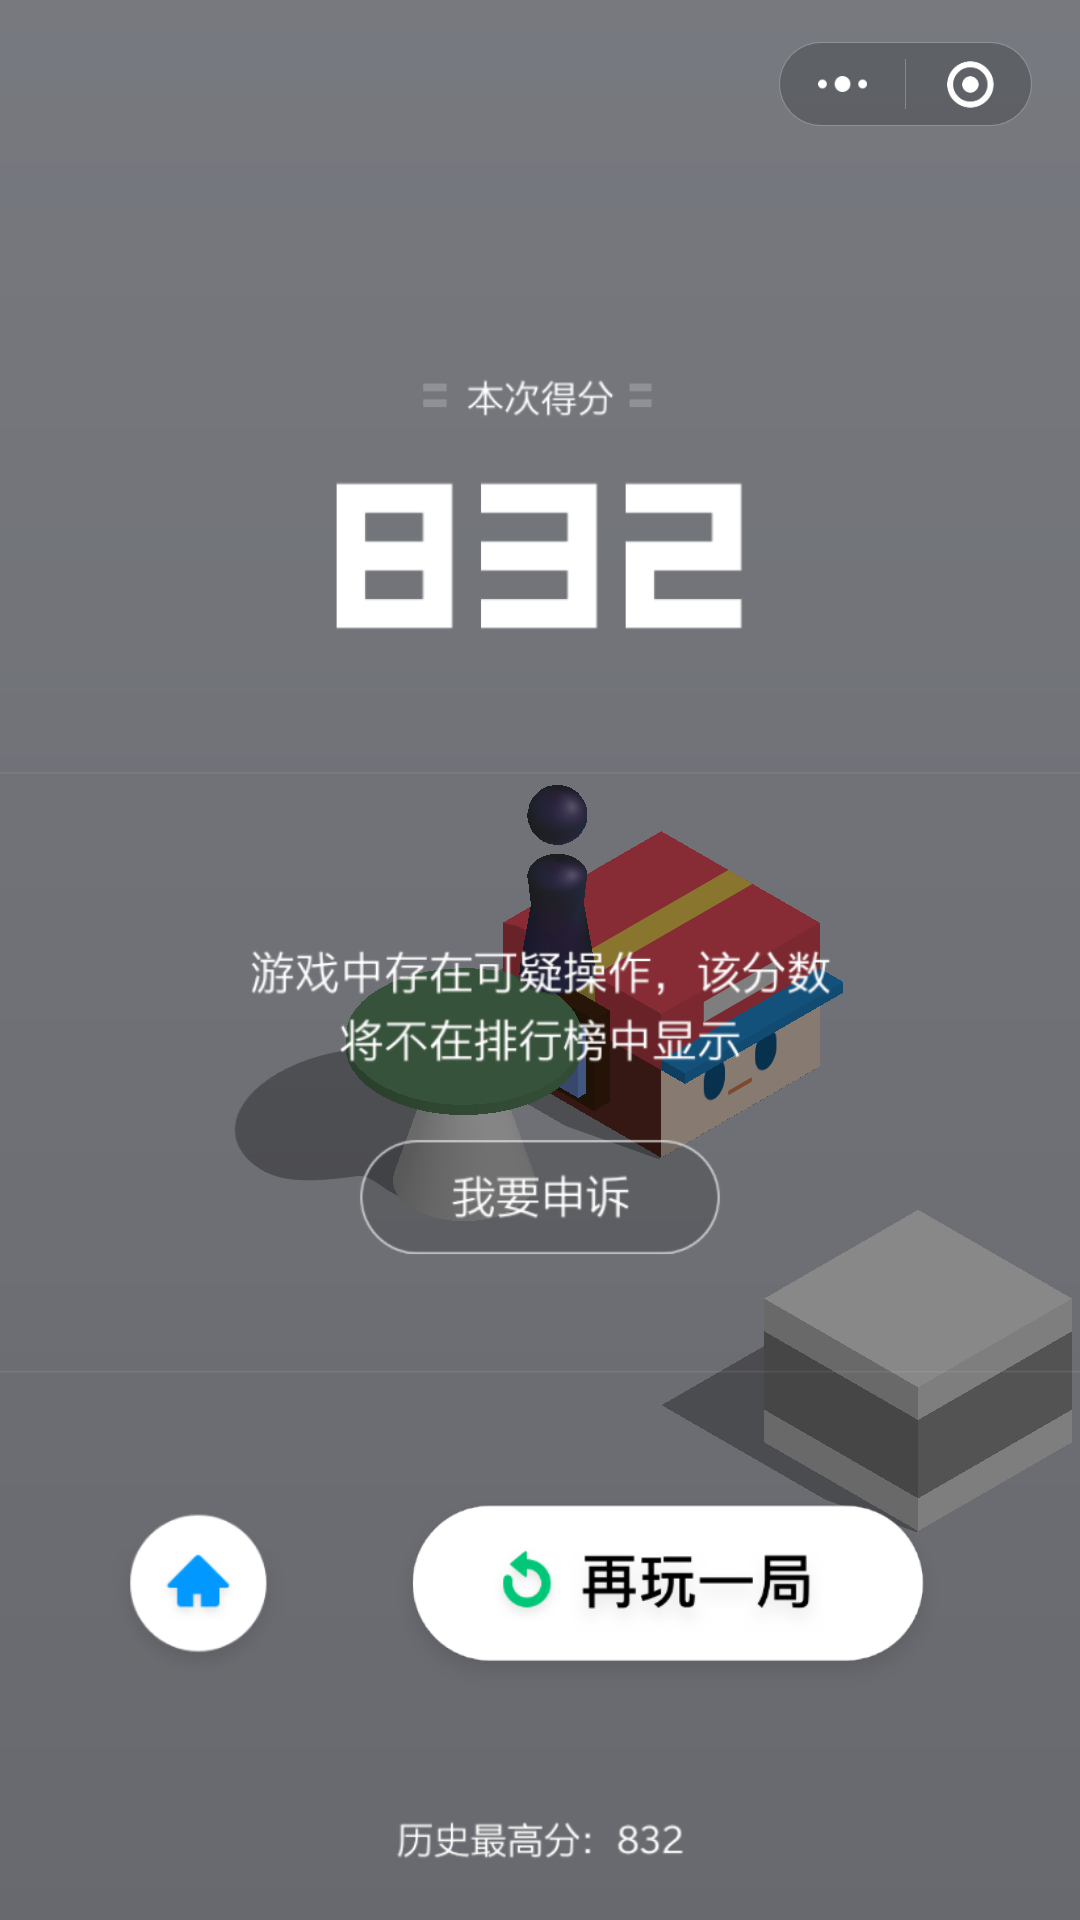 本次得分
832
游戏中存在可疑操作，该分数
将不在排行榜中显示
我要申诉
再玩一局
历史最高分：832